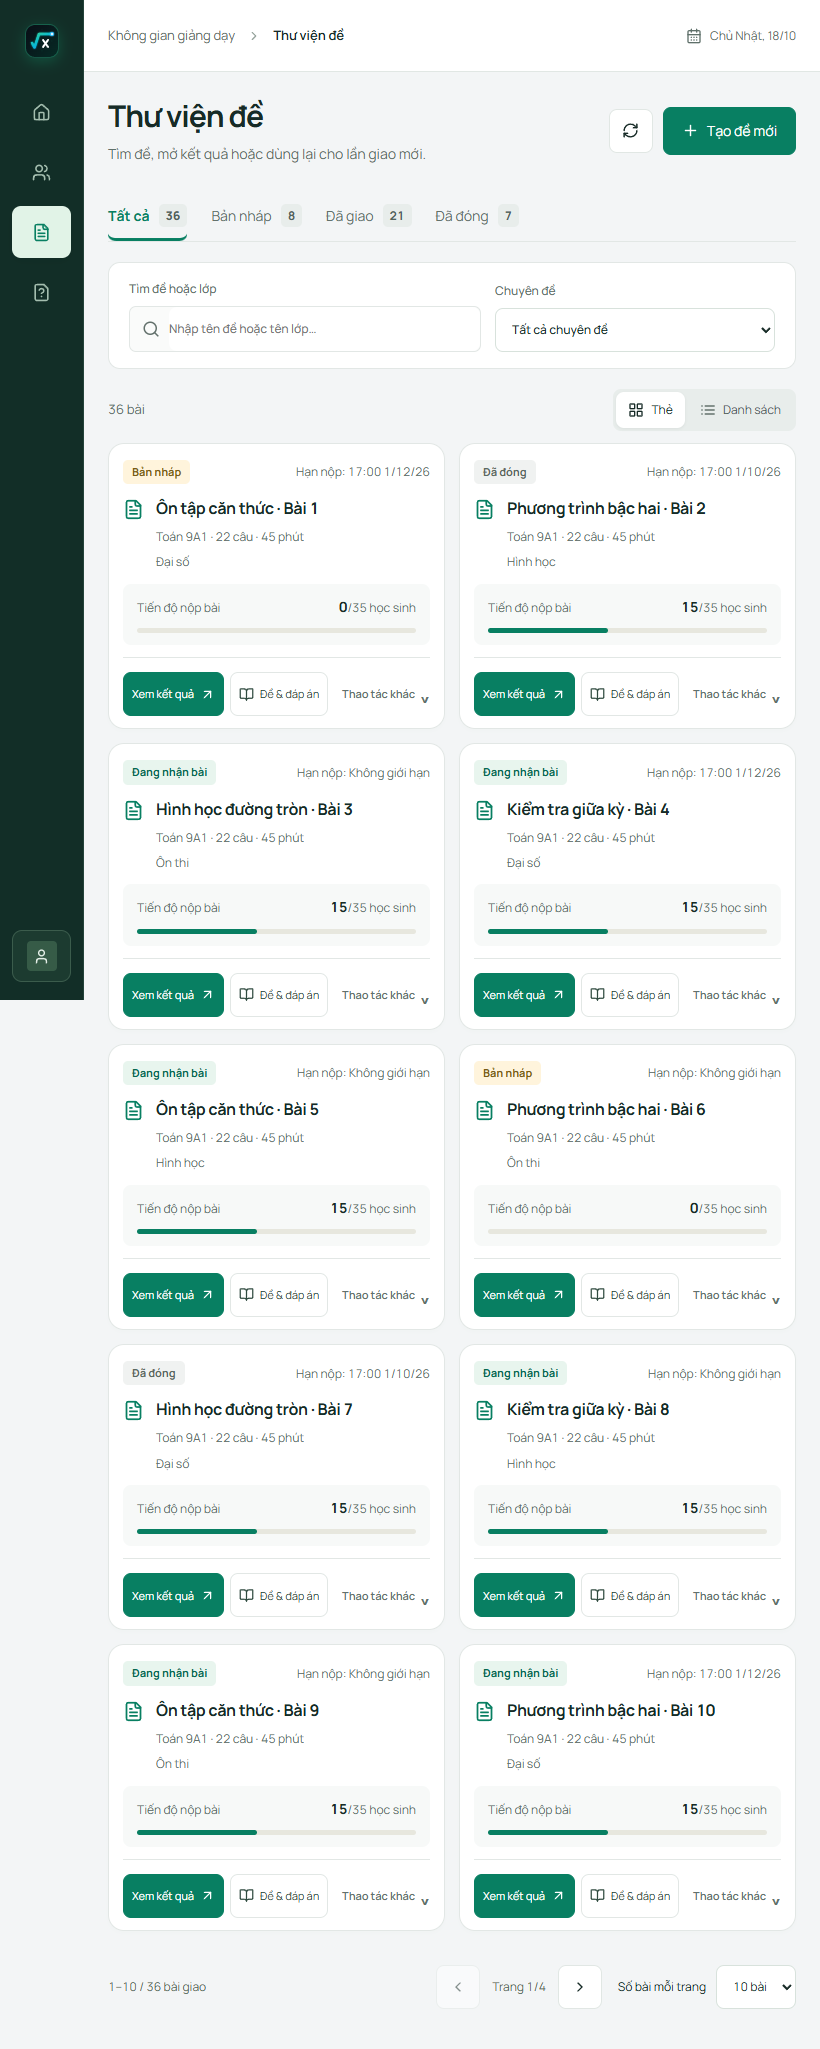 √x
Không gian giảng dạy > Thư viện đề
Chủ Nhật, 18/10
Thư viện đề
Tìm đề, mở kết quả hoặc dùng lại cho lần giao mới.
+ Tạo đề mới
Tất cả 36 Bản nháp 8 Đã giao 21 Đã đóng 7
Tìm đề hoặc lớp
Chuyên đề
Nhập tên đề hoặc tên lớp...
Tất cả chuyên đề
36 bài
Thẻ Danh sách
Bản nháp Hạn nộp: 17:00 1/12/26
Ôn tập căn thức · Bài 1
Toán 9A1 · 22 câu · 45 phút
Đại số
Tiến độ nộp bài 0/35 học sinh
Xem kết quả Đề & đáp án Thao tác khác v
Đã đóng Hạn nộp: 17:00 1/10/26
Phương trình bậc hai · Bài 2
Toán 9A1 · 22 câu · 45 phút
Hình học
Tiến độ nộp bài 15/35 học sinh
Xem kết quả Đề & đáp án Thao tác khác v
Đang nhận bài Hạn nộp: Không giới hạn
Hình học đường tròn · Bài 3
Toán 9A1 · 22 câu · 45 phút
Ôn thi
Tiến độ nộp bài 15/35 học sinh
Xem kết quả Đề & đáp án Thao tác khác v
Đang nhận bài Hạn nộp: 17:00 1/12/26
Kiểm tra giữa kỳ · Bài 4
Toán 9A1 · 22 câu · 45 phút
Đại số
Tiến độ nộp bài 15/35 học sinh
Xem kết quả Đề & đáp án Thao tác khác v
Đang nhận bài Hạn nộp: Không giới hạn
Ôn tập căn thức · Bài 5
Toán 9A1 · 22 câu · 45 phút
Hình học
Tiến độ nộp bài 15/35 học sinh
Xem kết quả Đề & đáp án Thao tác khác v
Bản nháp Hạn nộp: Không giới hạn
Phương trình bậc hai · Bài 6
Toán 9A1 · 22 câu · 45 phút
Ôn thi
Tiến độ nộp bài 0/35 học sinh
Xem kết quả Đề & đáp án Thao tác khác v
Đã đóng Hạn nộp: 17:00 1/10/26
Hình học đường tròn · Bài 7
Toán 9A1 · 22 câu · 45 phút
Đại số
Tiến độ nộp bài 15/35 học sinh
Xem kết quả Đề & đáp án Thao tác khác v
Đang nhận bài Hạn nộp: Không giới hạn
Kiểm tra giữa kỳ · Bài 8
Toán 9A1 · 22 câu · 45 phút
Hình học
Tiến độ nộp bài 15/35 học sinh
Xem kết quả Đề & đáp án Thao tác khác v
Đang nhận bài Hạn nộp: Không giới hạn
Ôn tập căn thức · Bài 9
Toán 9A1 · 22 câu · 45 phút
Ôn thi
Tiến độ nộp bài 15/35 học sinh
Xem kết quả Đề & đáp án Thao tác khác v
Đang nhận bài Hạn nộp: 17:00 1/12/26
Phương trình bậc hai · Bài 10
Toán 9A1 · 22 câu · 45 phút
Đại số
Tiến độ nộp bài 15/35 học sinh
Xem kết quả Đề & đáp án Thao tác khác v
1–10 / 36 bài giao
Trang 1/4
Số bài mỗi trang 10 bài